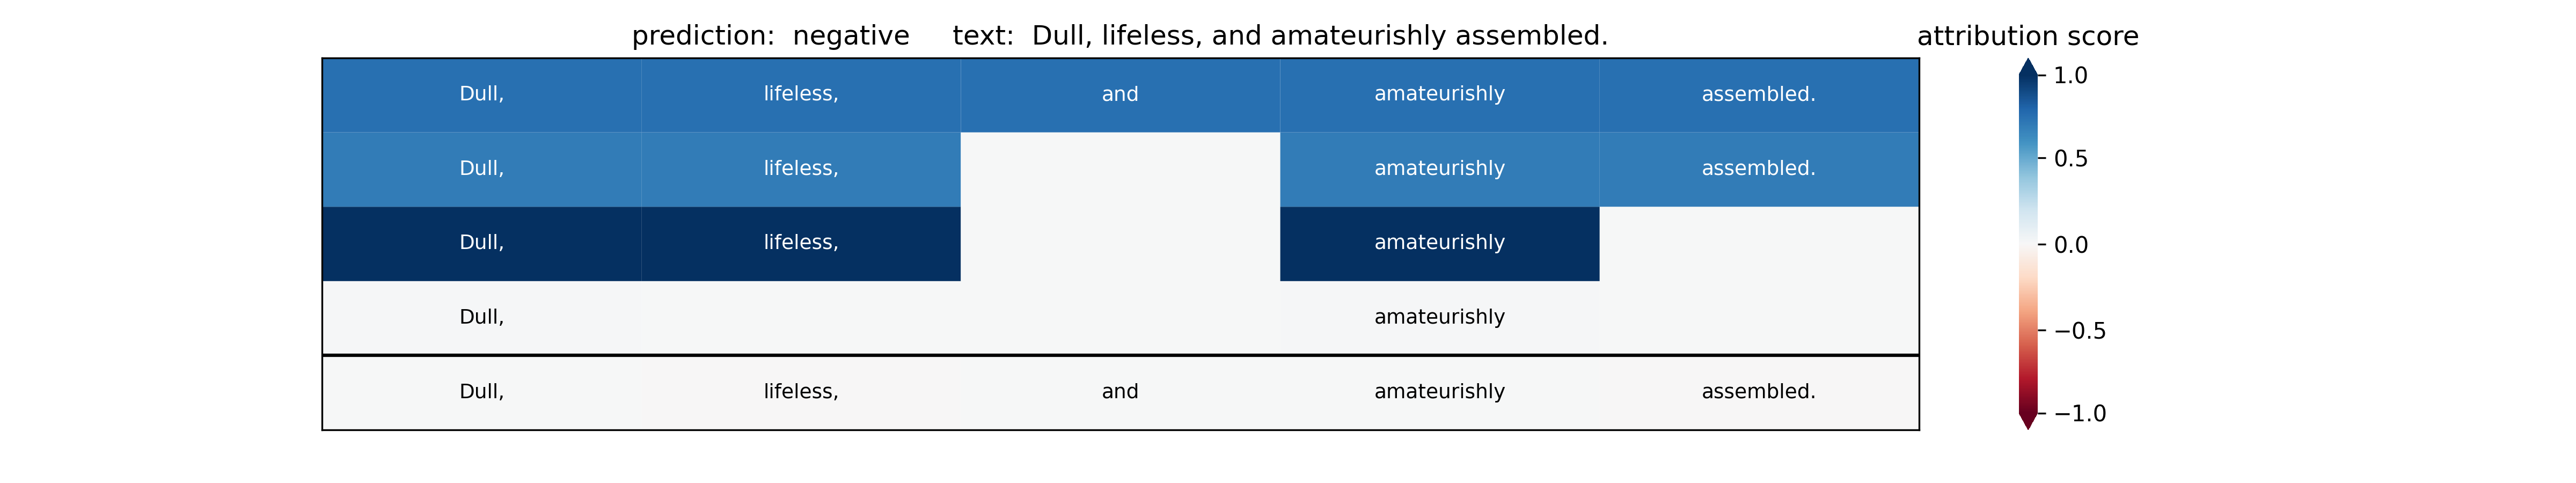 prediction:  negative     text:  Dull, lifeless, and amateurishly assembled.
attribution score
Dull, lifeless, and amateurishly assembled.
Dull, lifeless, amateurishly assembled.
Dull, lifeless, amateurishly
Dull, amateurishly
Dull, lifeless, and amateurishly assembled.
1.0
0.5
0.0
−0.5
−1.0